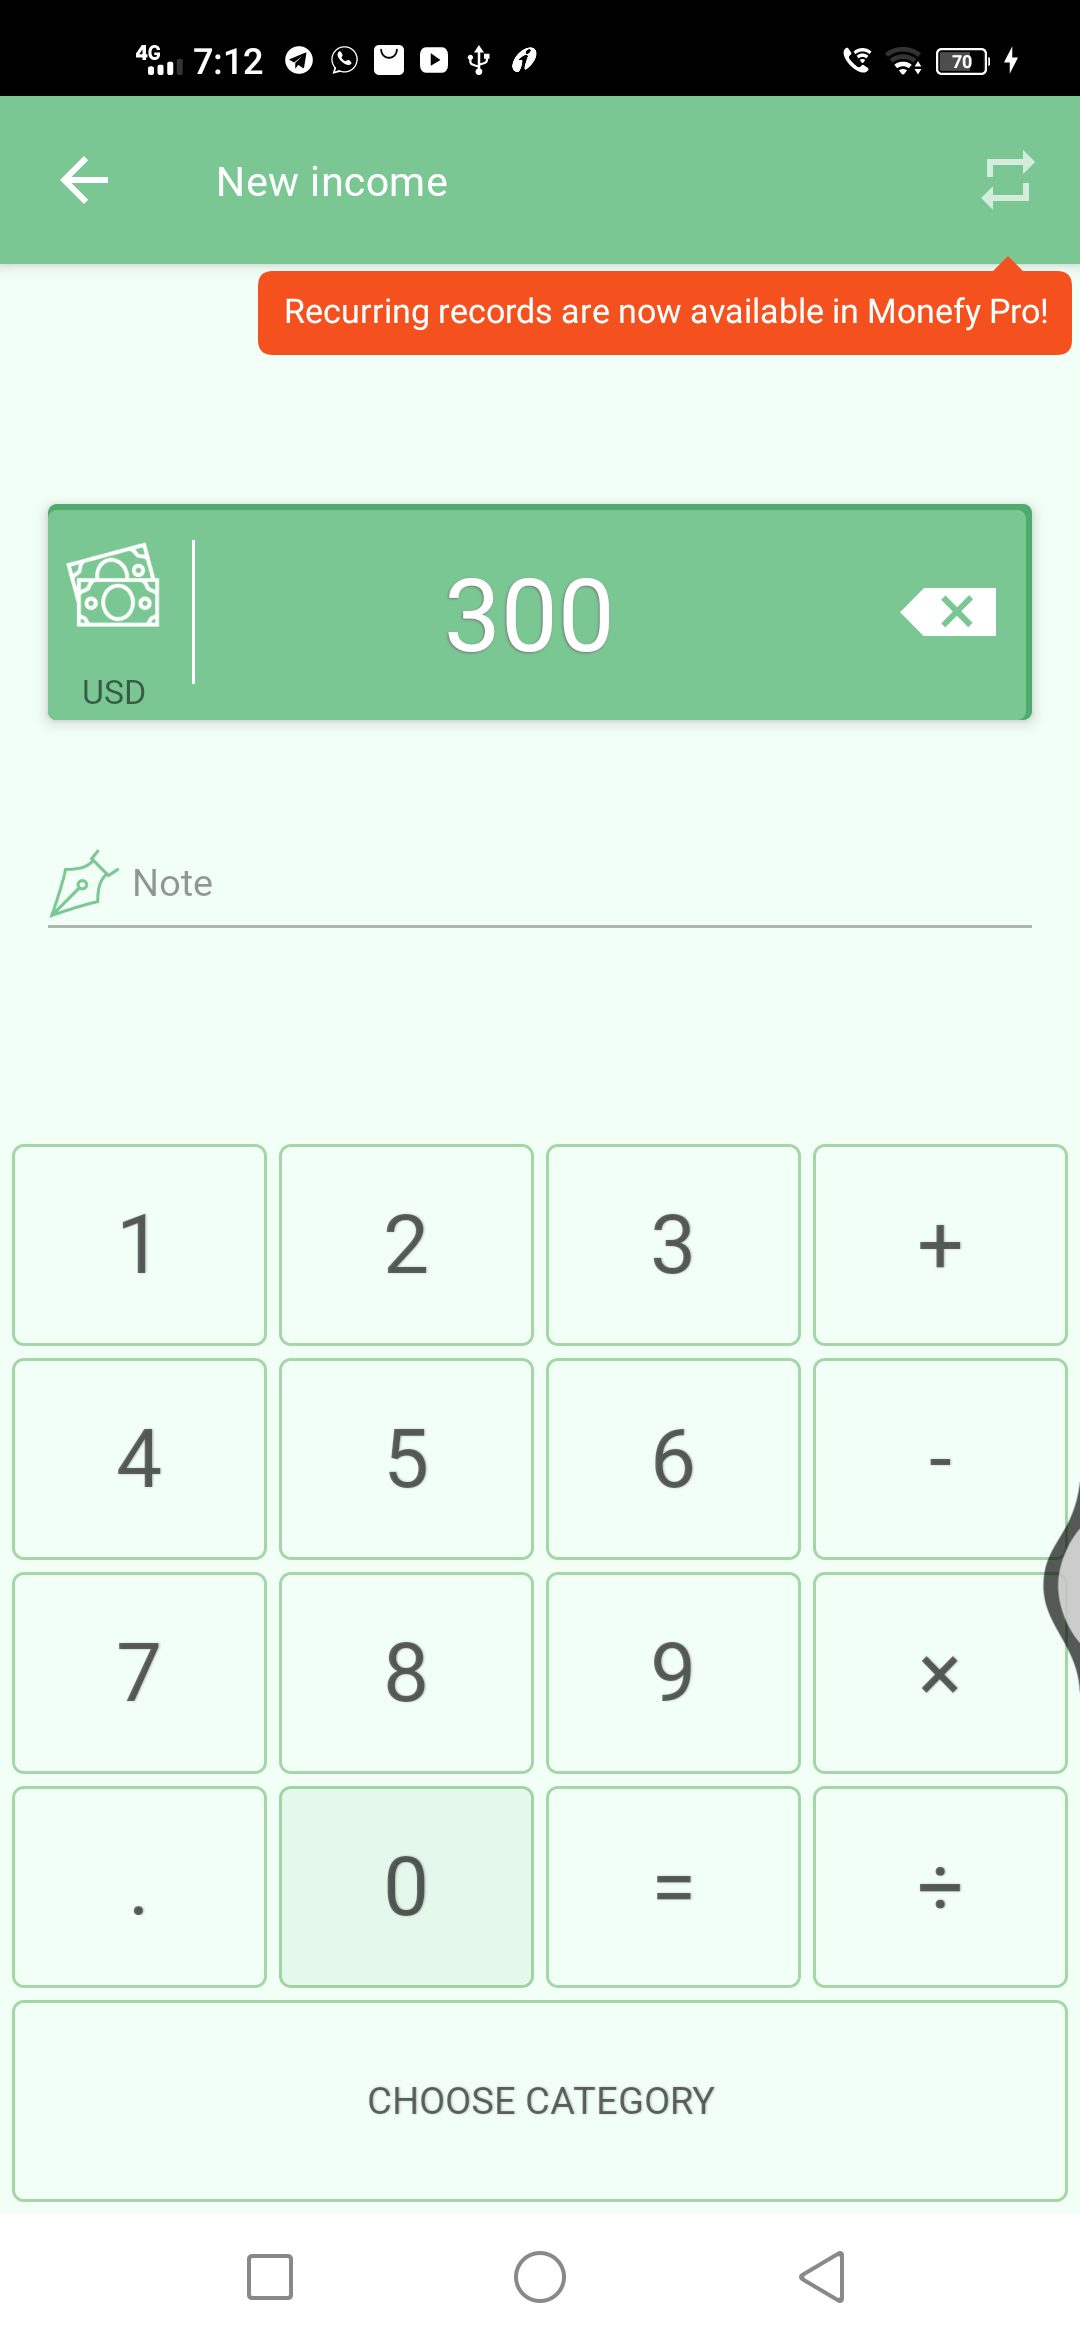 4G 7:12 70
New income
Recurring records are now available in Monefy Pro!
300
USD
Note
1 2 3 +
4 5 6 -
7 8 9 ×
. 0 = ÷
CHOOSE CATEGORY